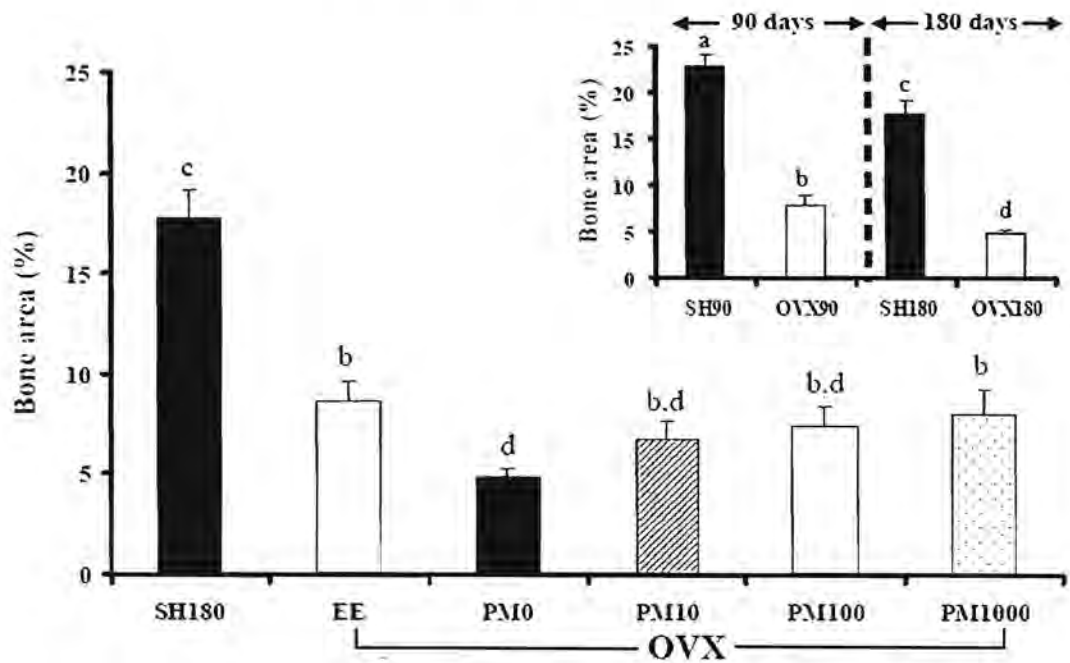 90 days 180 days
25
20
15
10
5
0
Bone area (%)
a
b
c
d
SH90 OVX90 SH180 OVX180
25
20
15
10
5
0
Bone area (%)
c
b
d
b.d
b.d
b
SH180 EE PM0 PM10 PM100 PM1000
OVX